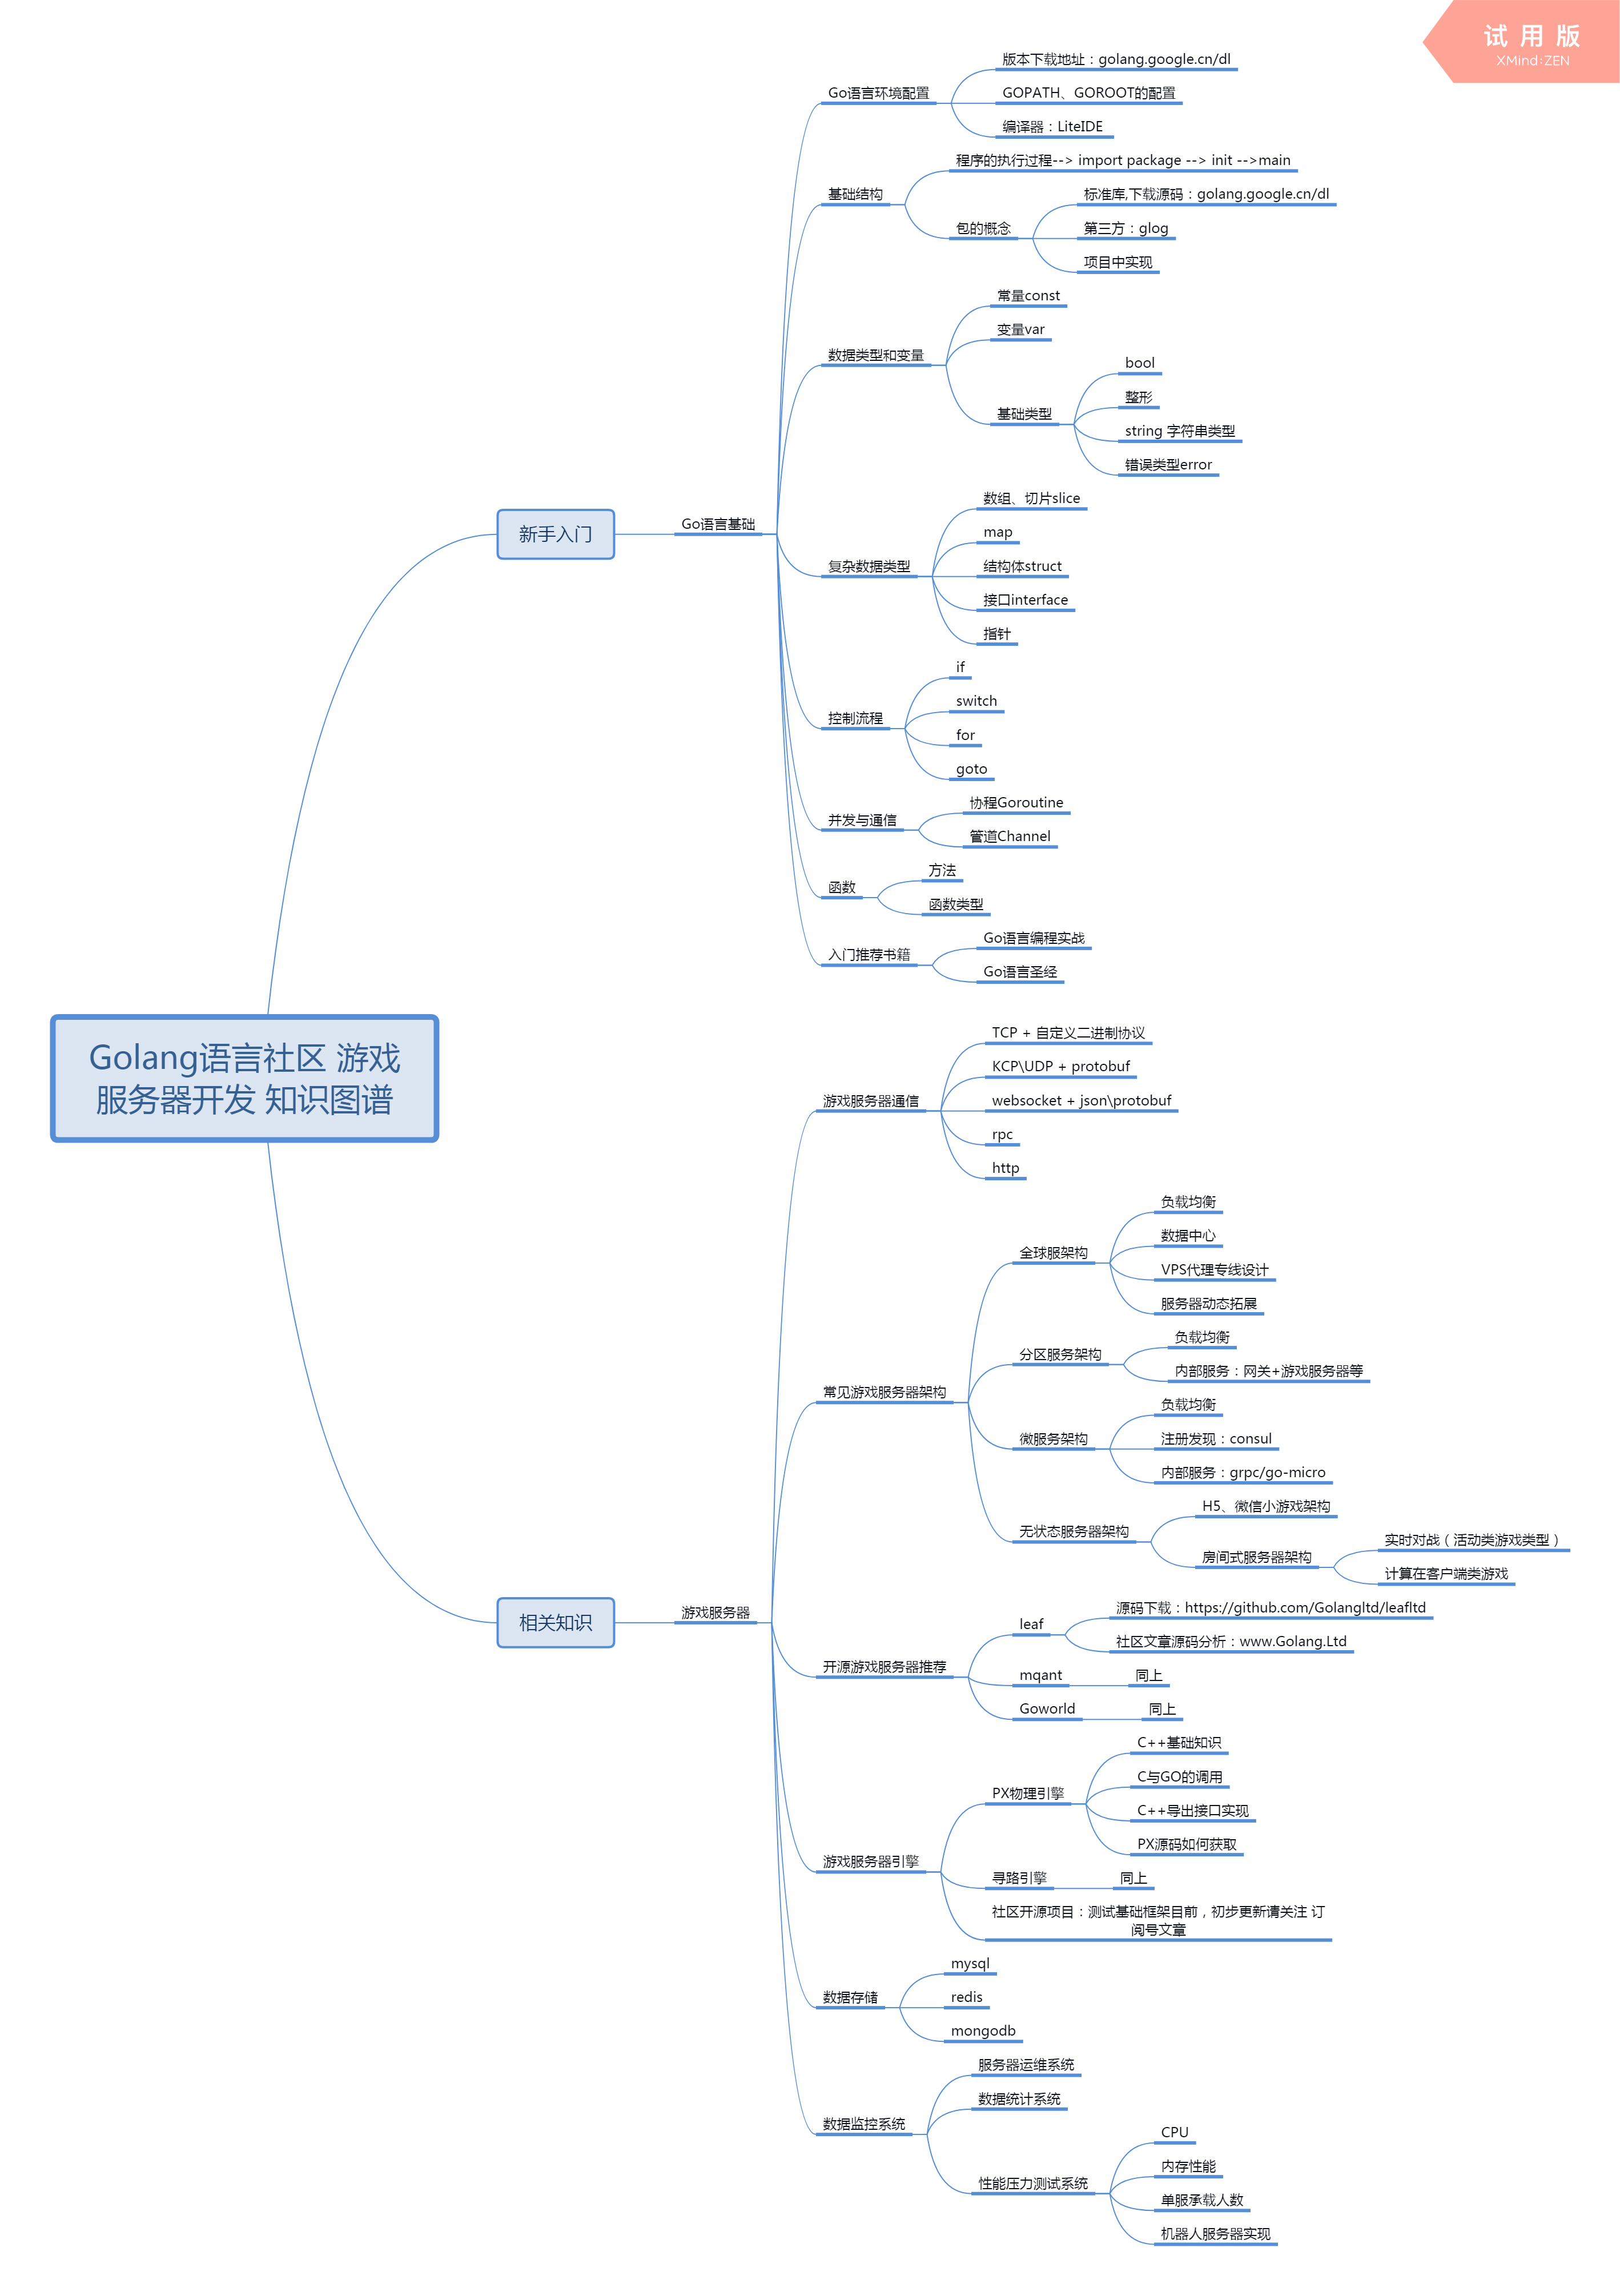 试 用 版
XMind:ZEN
Golang语言社区 游戏
服务器开发 知识图谱
新手入门
Go语言基础
Go语言环境配置
版本下载地址：golang.google.cn/dl
GOPATH、GOROOT的配置
编译器：LiteIDE
基础结构
程序的执行过程--> import package --> init -->main
包的概念
标准库,下载源码：golang.google.cn/dl
第三方：glog
项目中实现
数据类型和变量
常量const
变量var
基础类型
bool
整形
string 字符串类型
错误类型error
复杂数据类型
数组、切片slice
map
结构体struct
接口interface
指针
控制流程
if
switch
for
goto
并发与通信
协程Goroutine
管道Channel
函数
方法
函数类型
入门推荐书籍
Go语言编程实战
Go语言圣经
相关知识
游戏服务器
游戏服务器通信
TCP + 自定义二进制协议
KCP\UDP + protobuf
websocket + json\protobuf
rpc
http
常见游戏服务器架构
全球服架构
负载均衡
数据中心
VPS代理专线设计
服务器动态拓展
分区服务架构
负载均衡
内部服务：网关+游戏服务器等
微服务架构
负载均衡
注册发现：consul
内部服务：grpc/go-micro
无状态服务器架构
H5、微信小游戏架构
房间式服务器架构
实时对战（活动类游戏类型）
计算在客户端类游戏
开源游戏服务器推荐
leaf
源码下载：https://github.com/Golangltd/leafltd
社区文章源码分析：www.Golang.Ltd
mqant
同上
Goworld
同上
游戏服务器引擎
PX物理引擎
C++基础知识
C与GO的调用
C++导出接口实现
PX源码如何获取
寻路引擎
同上
社区开源项目：测试基础框架目前，初步更新请关注 订
阅号文章
数据存储
mysql
redis
mongodb
数据监控系统
服务器运维系统
数据统计系统
性能压力测试系统
CPU
内存性能
单服承载人数
机器人服务器实现